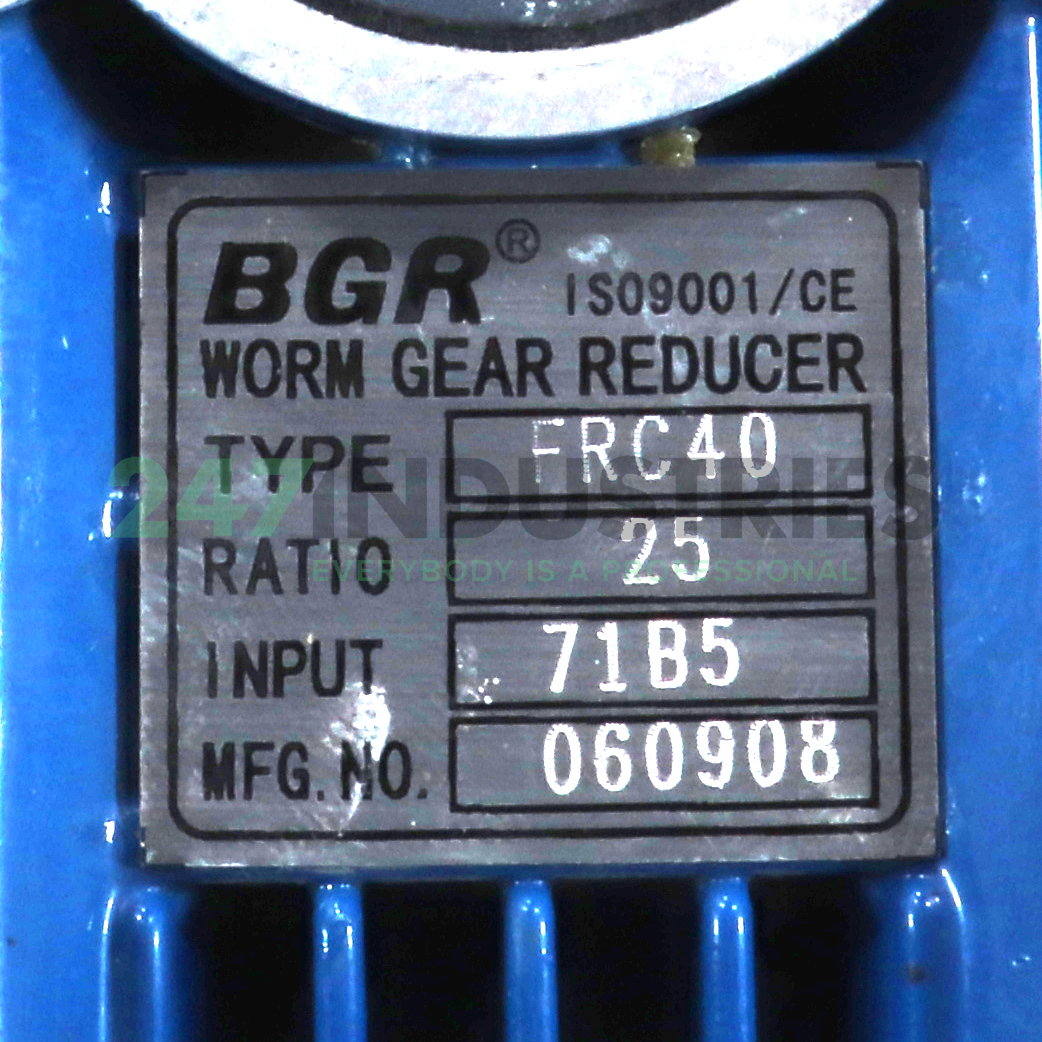 BGR® ISO9001/CE
WORM GEAR REDUCER
TYPE FRC40
247INDUSTRIES
RATIO 25
EVERYBODY IS A PROFESSIONAL
INPUT 71B5
MFG.NO. 060908